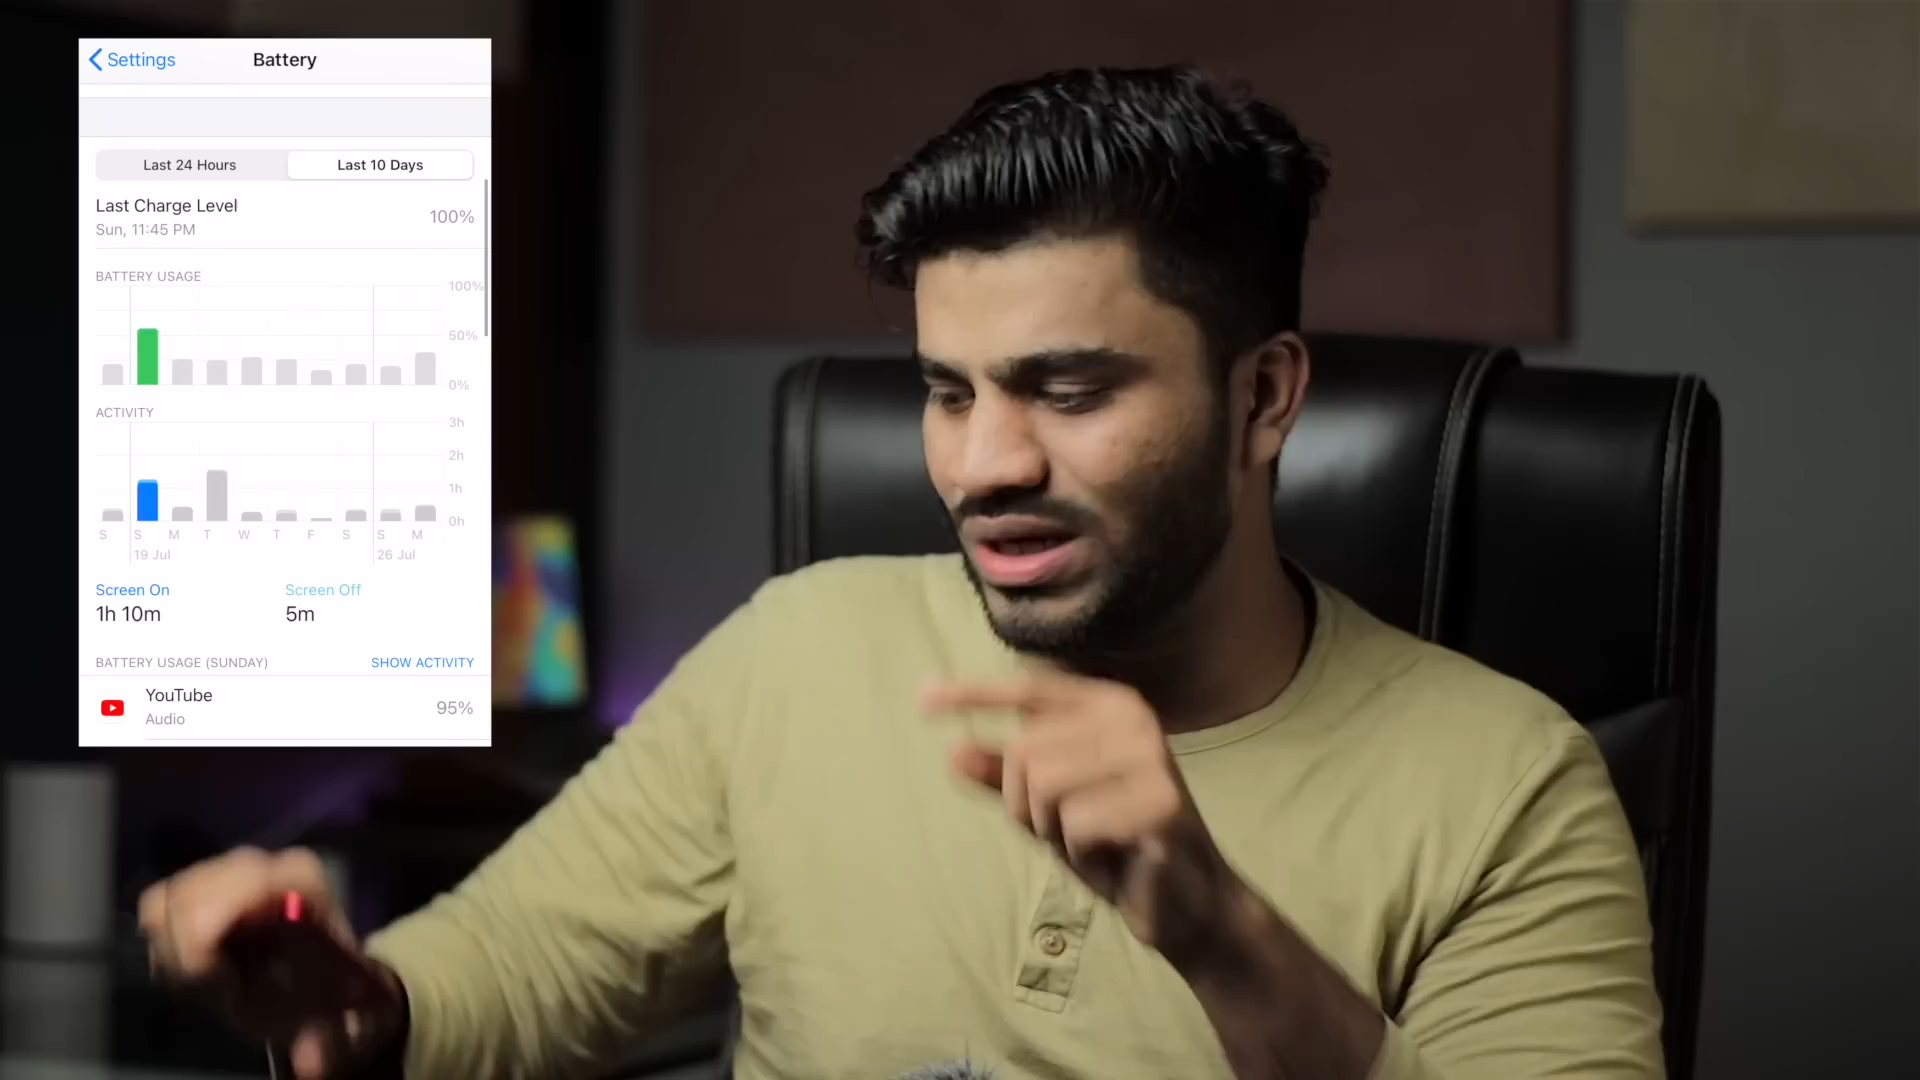 Settings Battery
Last 24 Hours Last 10 Days
Last Charge Level
100%
Sun, 11:45 PM
BATTERY USAGE
100%
50%
0%
ACTIVITY
3h
2h
1h
0h
S S M T W T F S S M
19 Jul 26 Jul
Screen On Screen Off
1h 10m 5m
BATTERY USAGE (SUNDAY) SHOW ACTIVITY
YouTube
95%
Audio